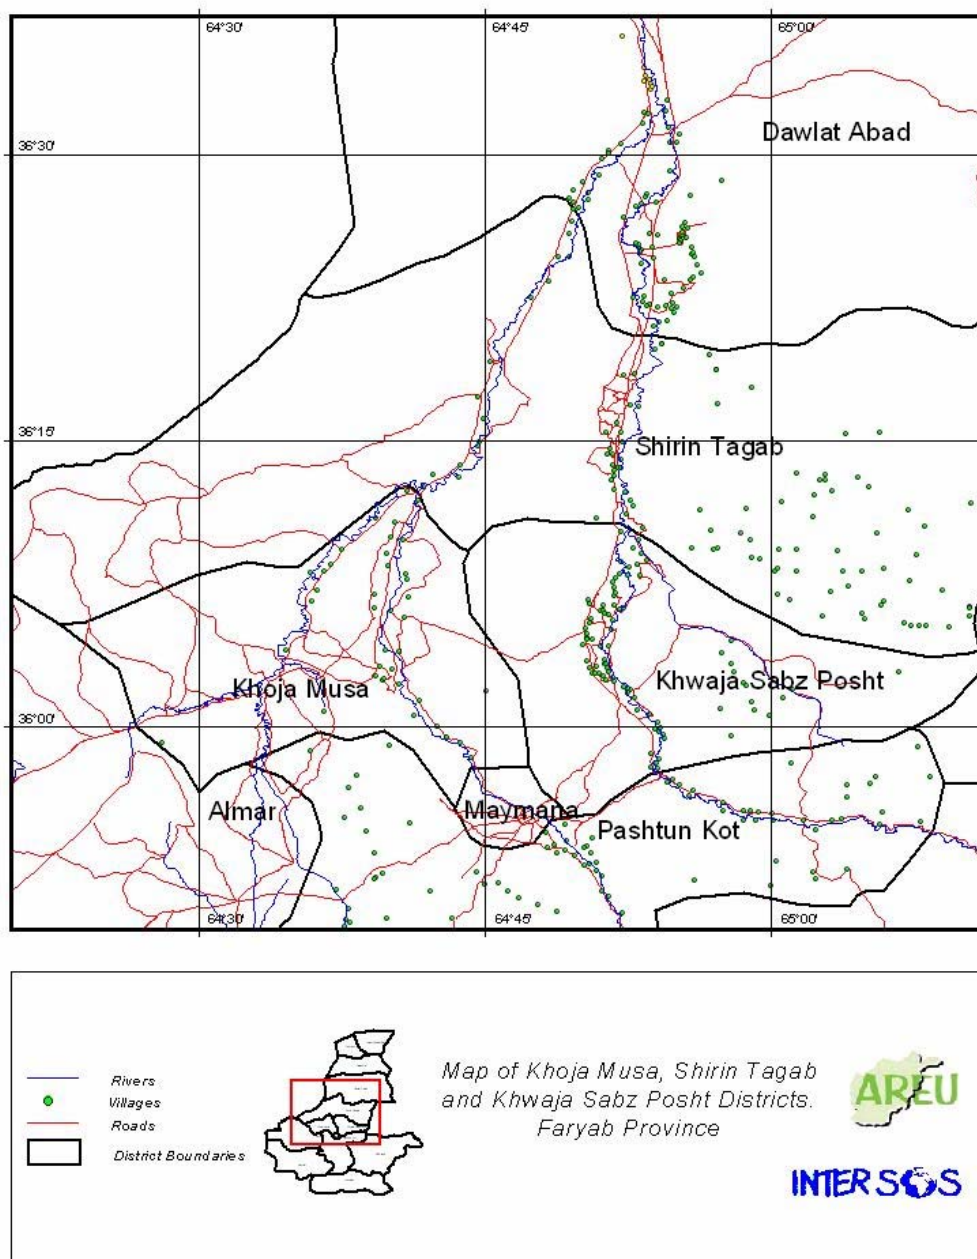 64°30'
64°45'
65°00'
Dawlat Abad
36°30'
36°15'
Shirin Tagab
Khoja Musa
Khwaja Sabz Posht
36°00'
Almar
Maymana
Pashtun Kot
64°30'
64°45'
65°00'
Rivers
Villages
Roads
District Boundaries
Map of Khoja Musa, Shirin Tagab
and Khwaja Sabz Posht Districts.
Faryab Province
AREU
INTERSOS